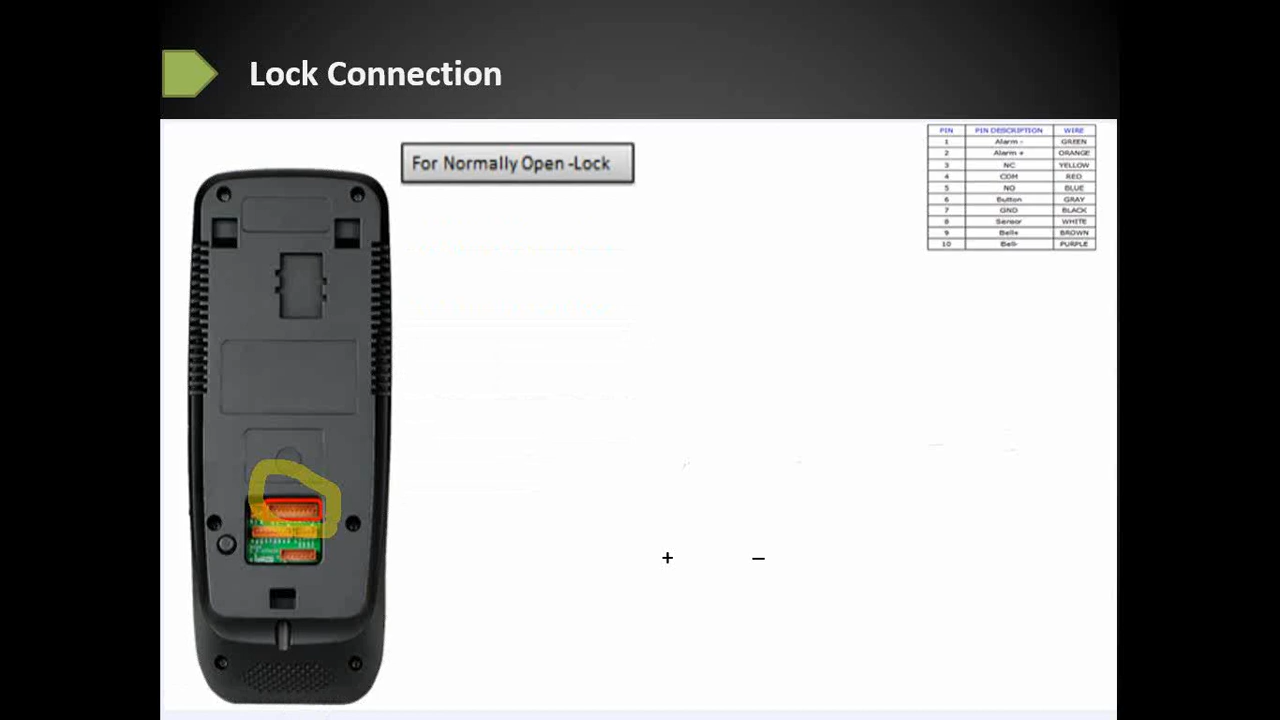 Lock Connection
For Normally Open -Lock
PIN PIN DESCRIPTION WIRE
1 Alarm - GREEN
2 Alarm + ORANGE
3 NC YELLOW
4 COM RED
5 NO BLUE
6 Button GRAY
7 GND BLACK
8 Sensor WHITE
9 Bell+ BROWN
10 Bell- PURPLE
+ –